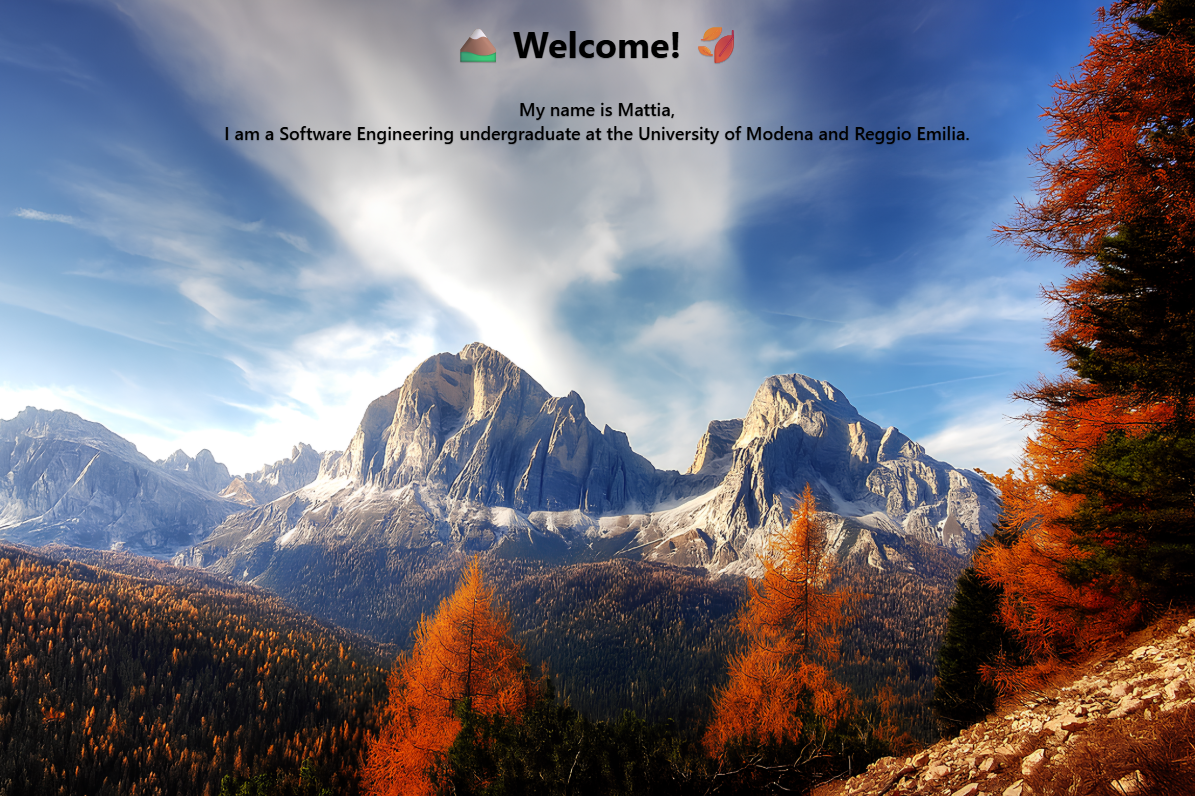 Welcome!
My name is Mattia,
I am a Software Engineering undergraduate at the University of Modena and Reggio Emilia.